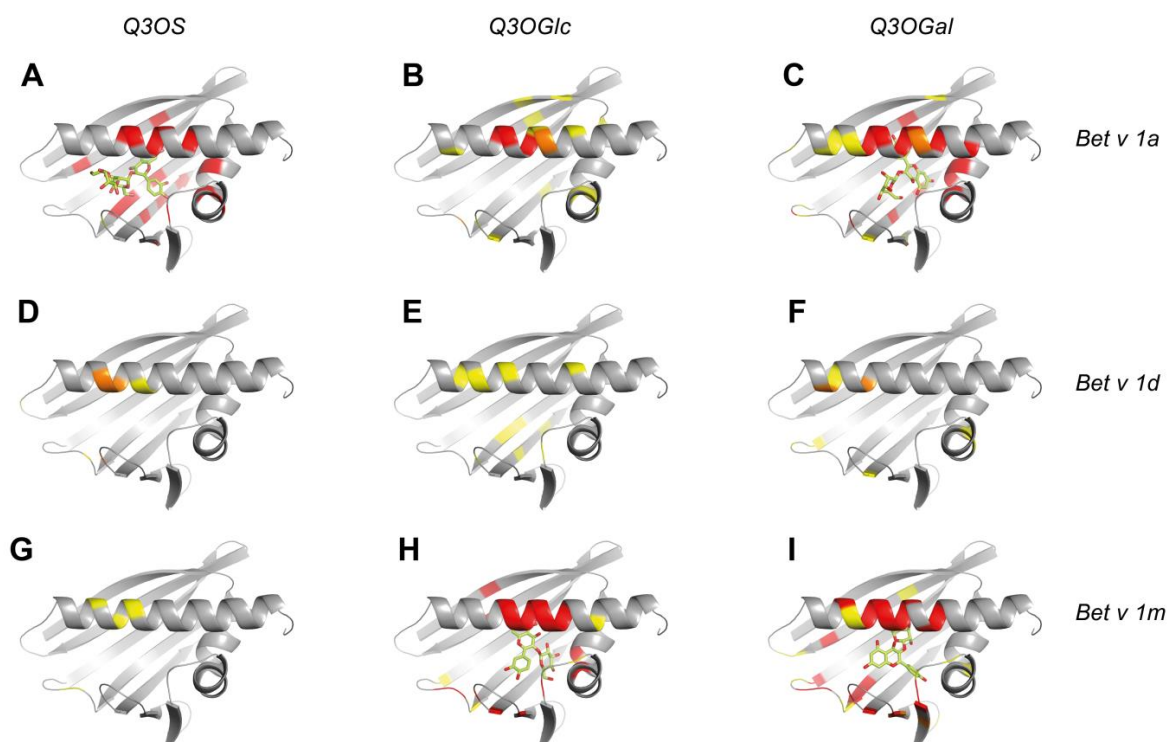 Q3OS Q3OGlc Q3OGal
A B C
Bet v 1a
D E F
Bet v 1d
G H I
Bet v 1m